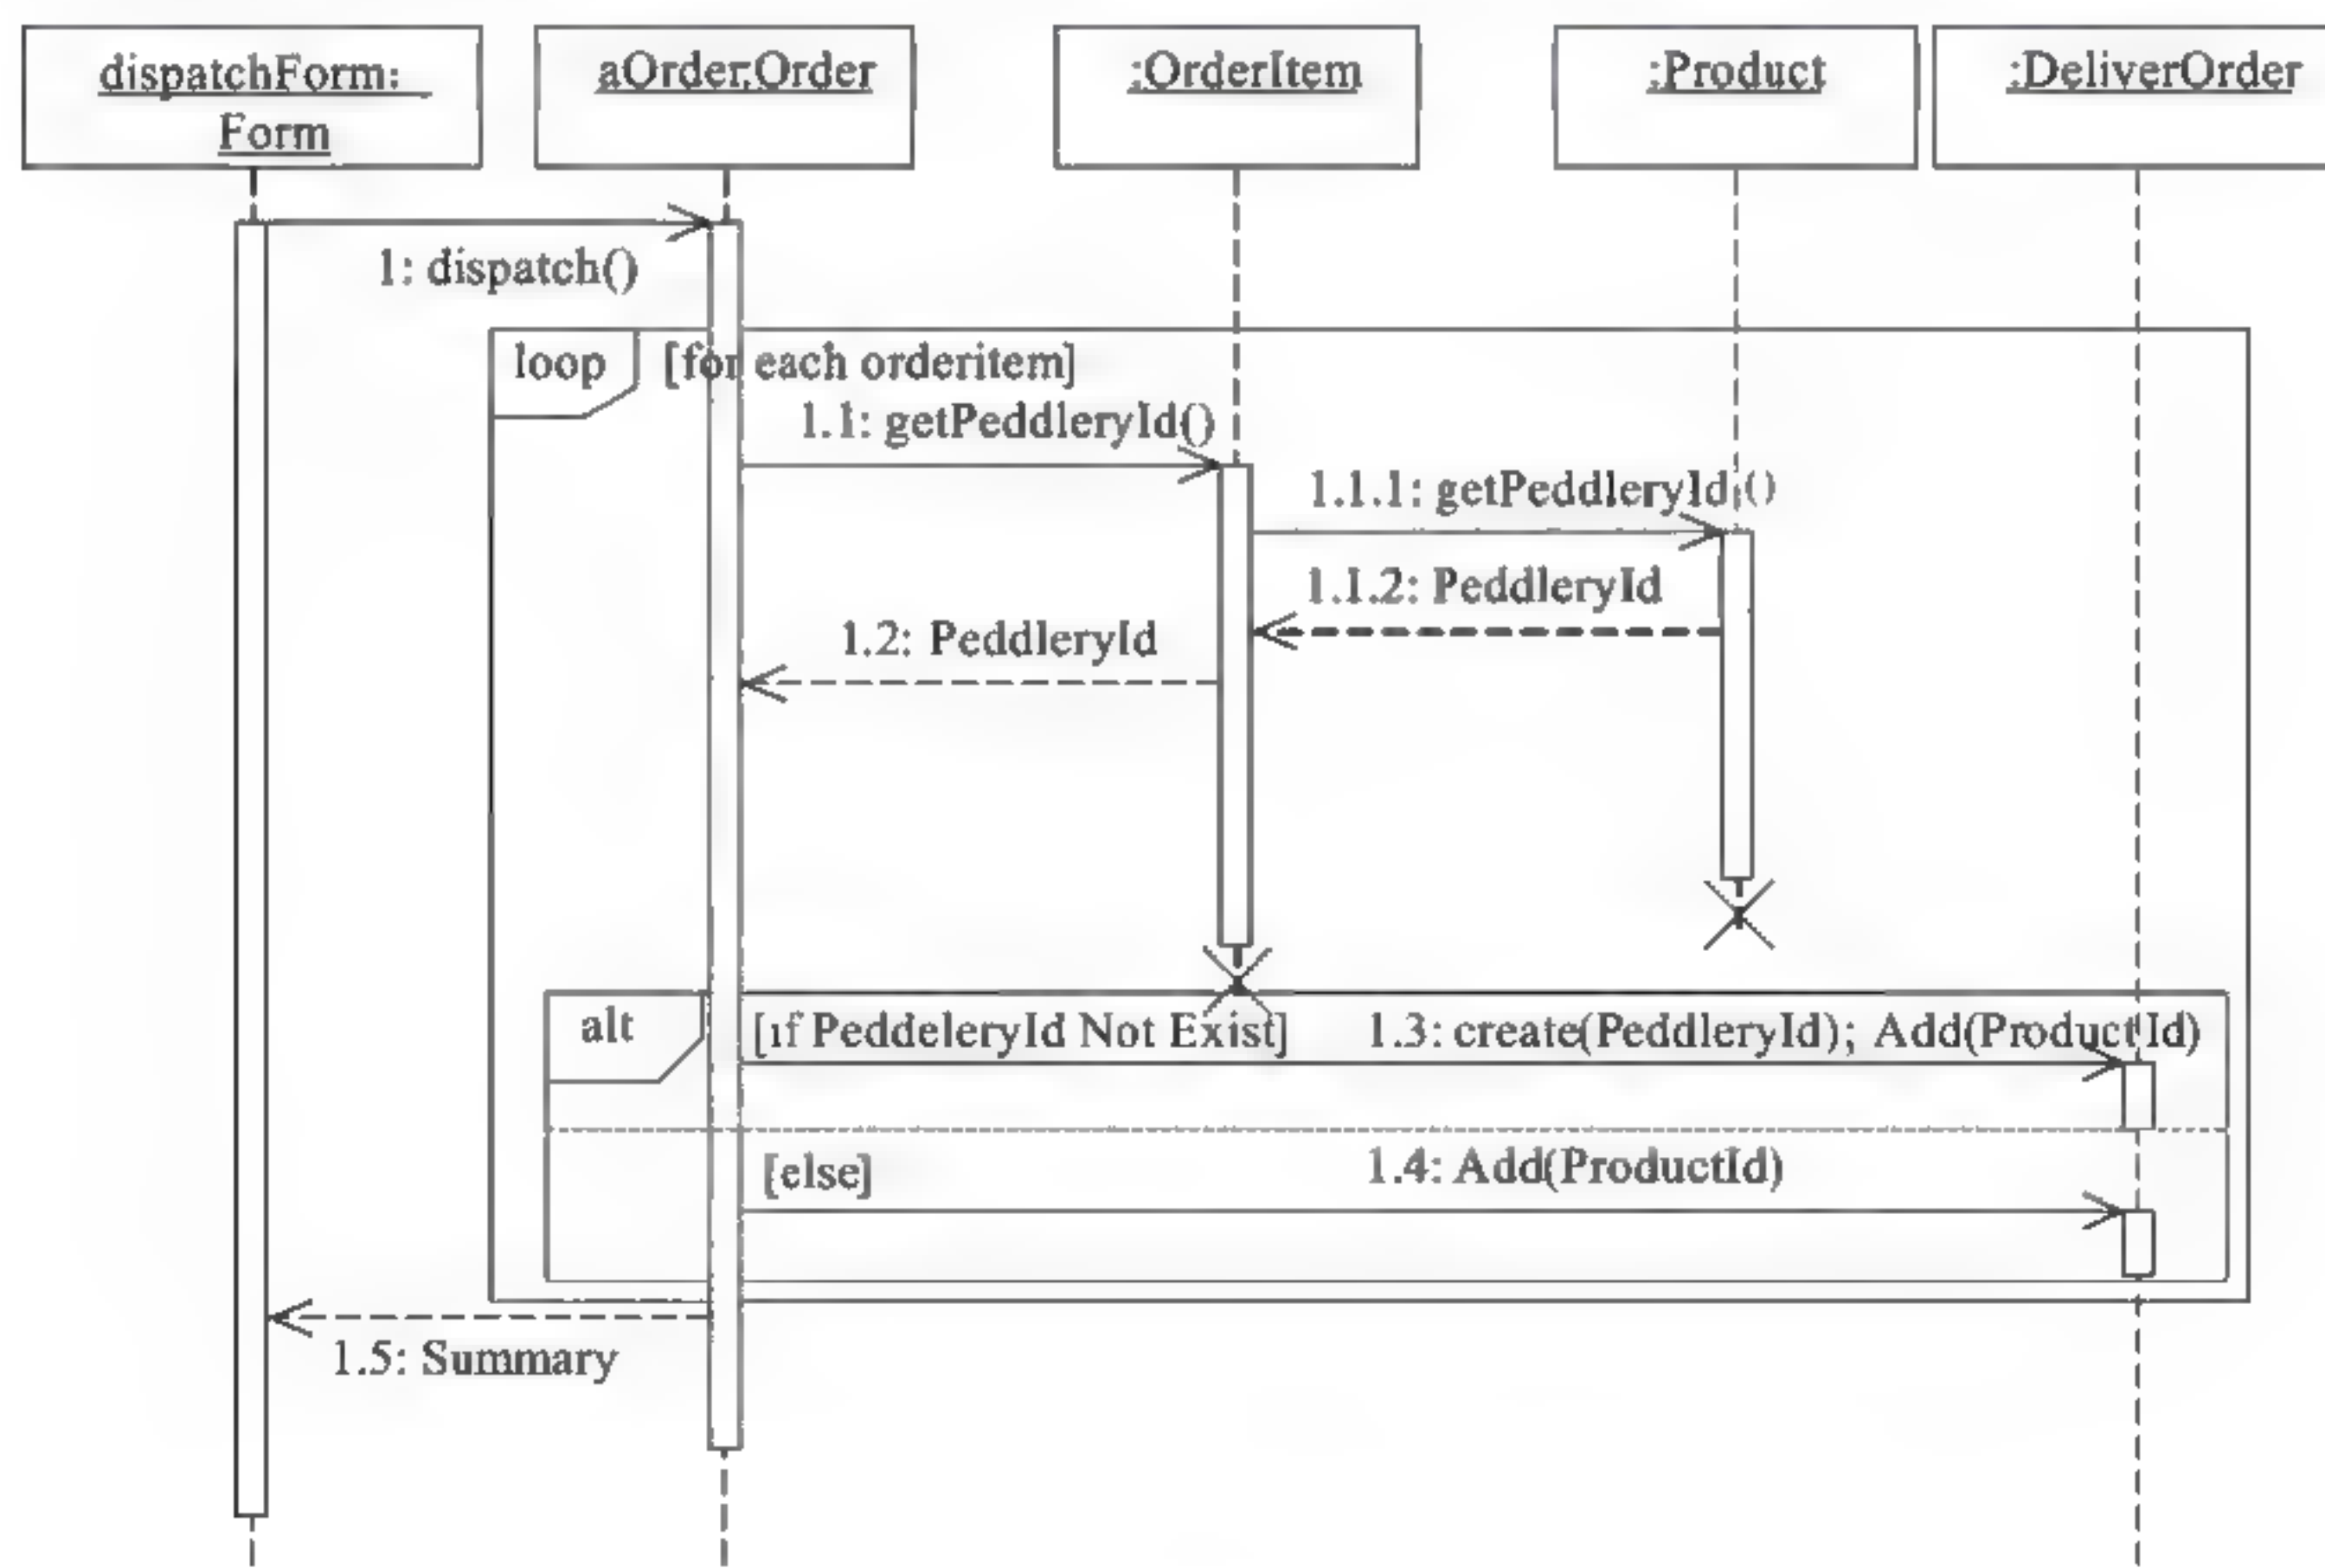 dispatchForm:
Form
aOrder:Order
:OrderItem
:Product
:DeliverOrder
1: dispatch()
loop [for each orderitem]
1.1: getPeddleryId()
1.1.1: getPeddleryId()
1.1.2: PeddleryId
1.2: PeddleryId
alt [if PeddeleryId Not Exist] 1.3: create(PeddleryId); Add(ProductId)
[else] 1.4: Add(ProductId)
1.5: Summary